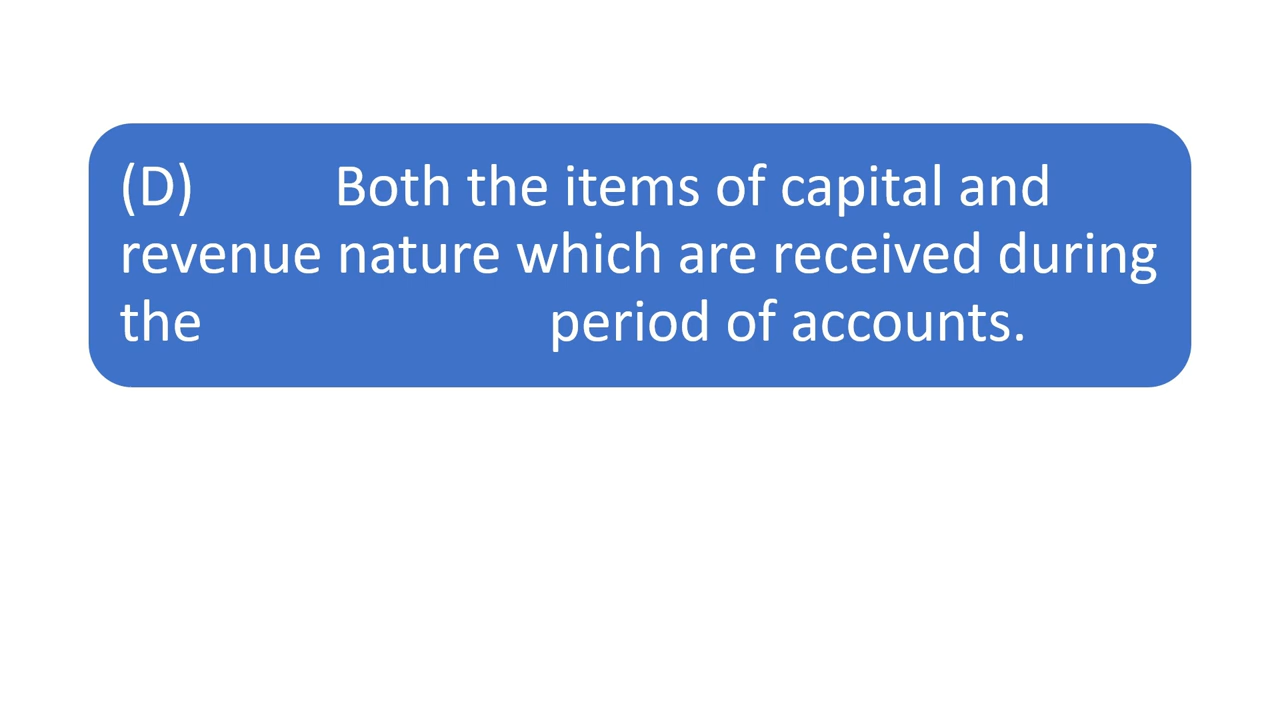 (D) Both the items of capital and
revenue nature which are received during
the period of accounts.